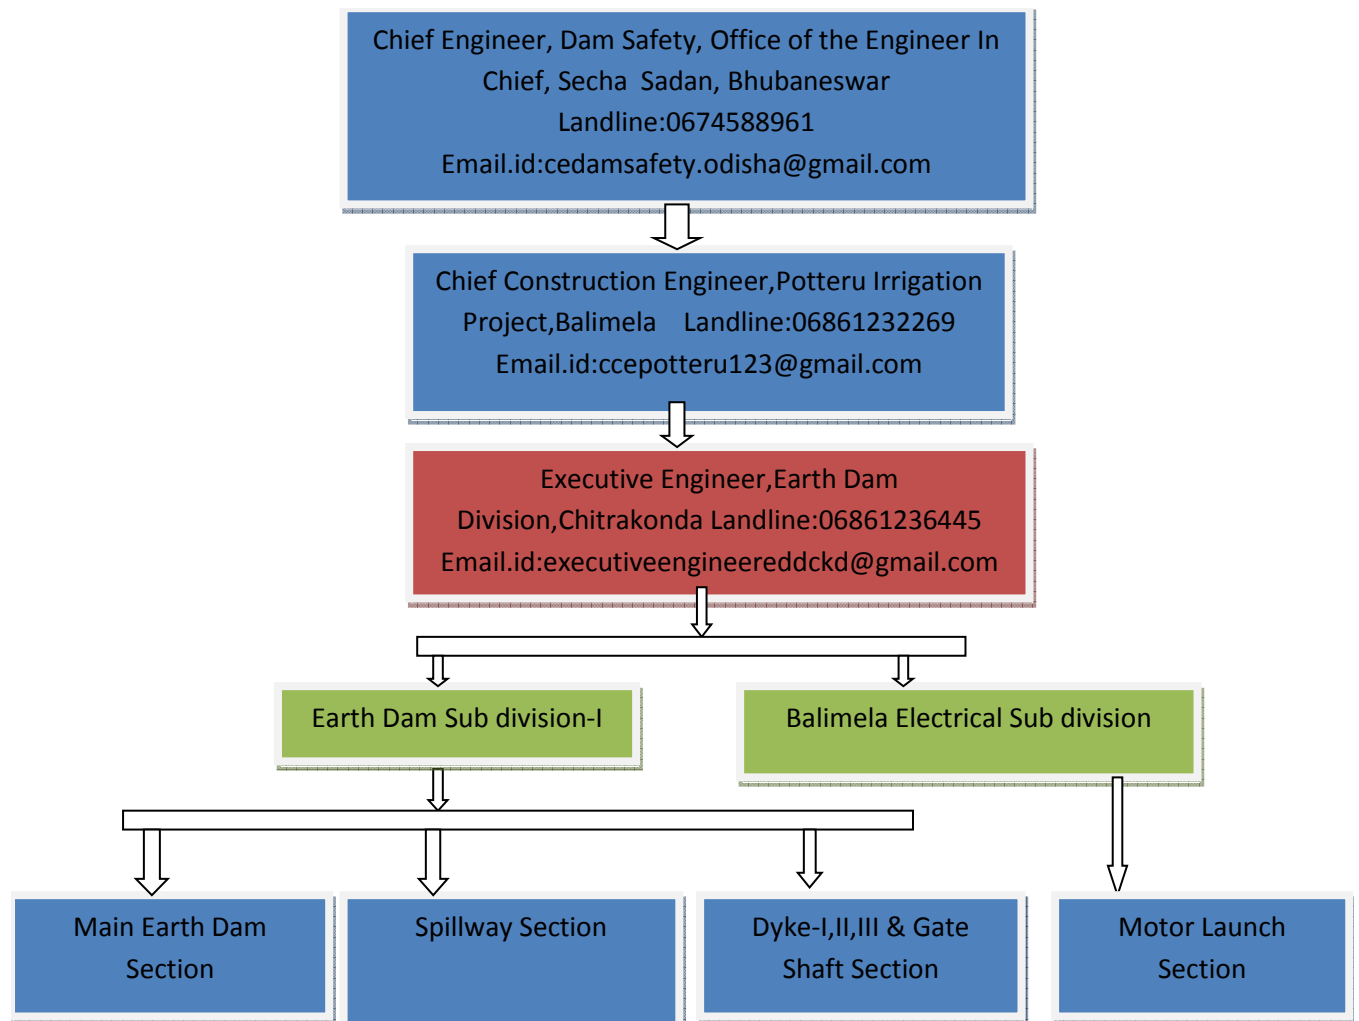 Chief Engineer, Dam Safety, Office of the Engineer In
Chief, Secha  Sadan, Bhubaneswar
Landline:0674588961
Email.id:cedamsafety.odisha@gmail.com
Chief Construction Engineer,Potteru Irrigation
Project,Balimela    Landline:06861232269
Email.id:ccepotteru123@gmail.com
Executive Engineer,Earth Dam
Division,Chitrakonda Landline:06861236445
Email.id:executiveengineereddckd@gmail.com
Earth Dam Sub division-I
Balimela Electrical Sub division
Main Earth Dam
Section
Spillway Section
Dyke-I,II,III & Gate
Shaft Section
Motor Launch
Section